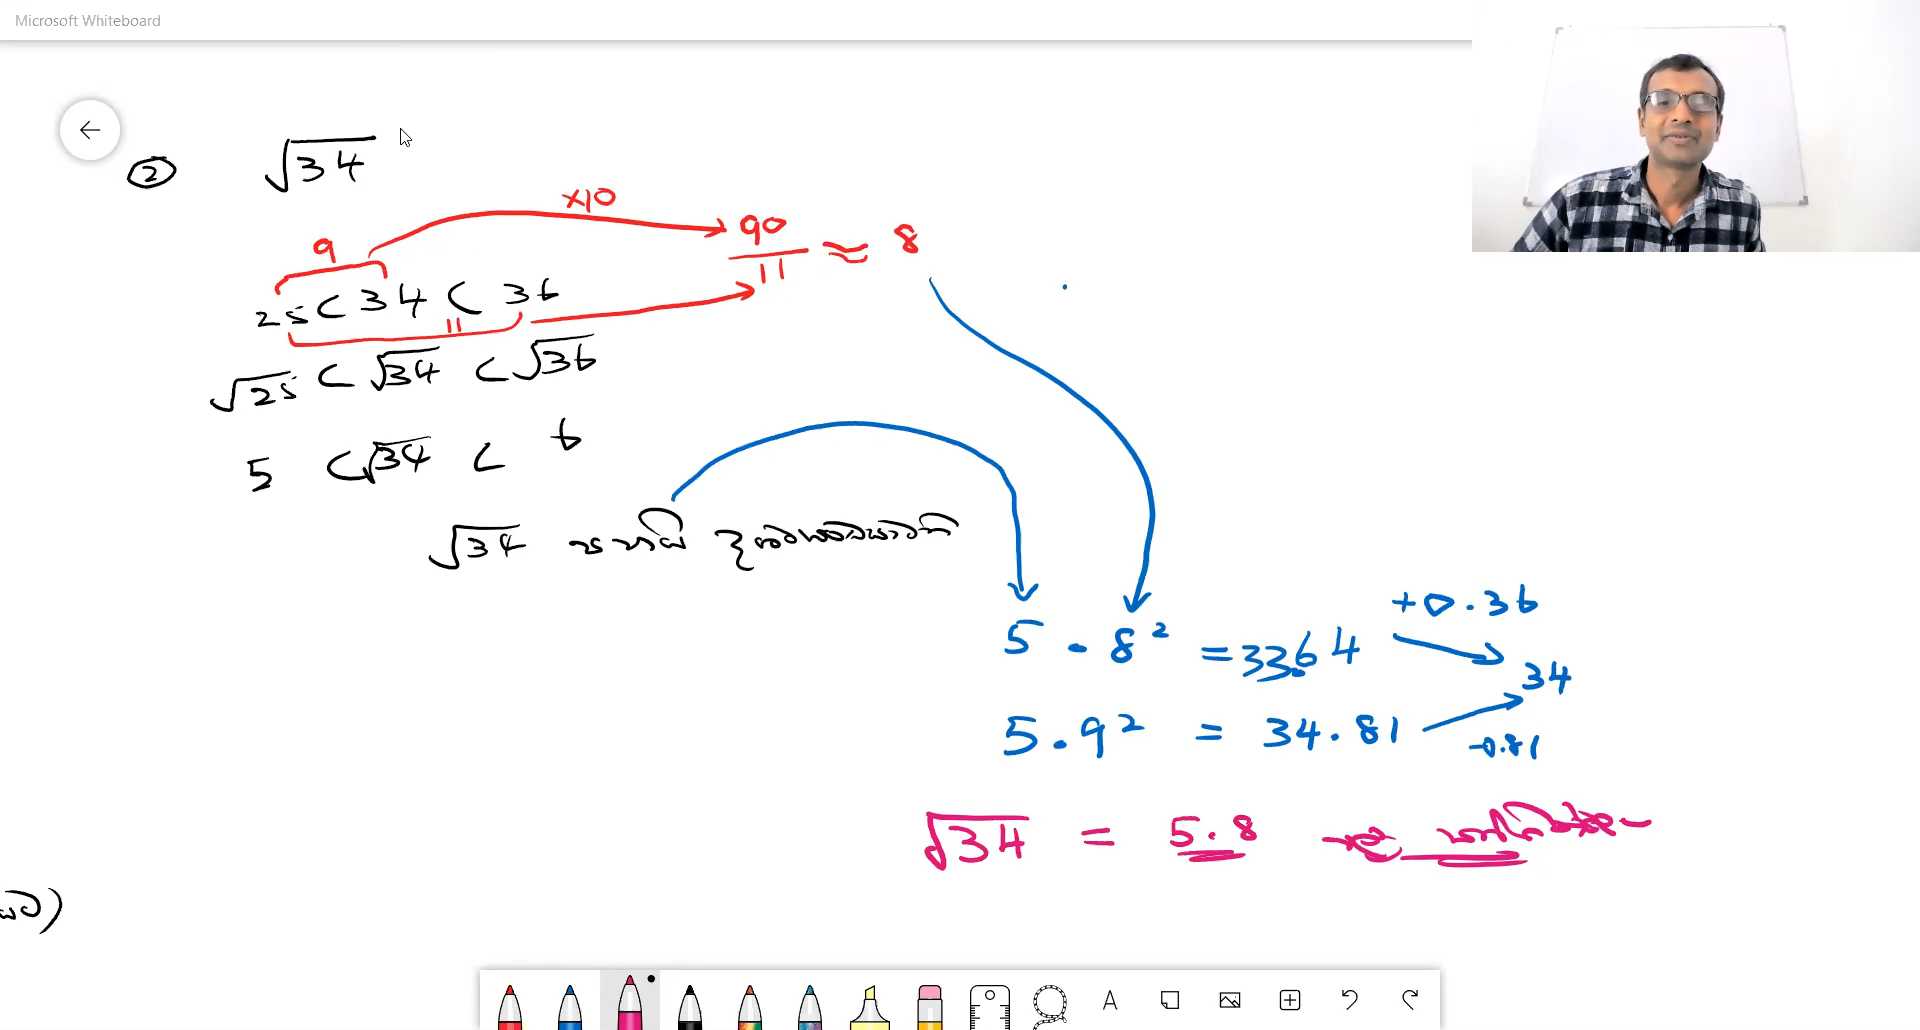 Microsoft Whiteboard
② √34
×10
9
90/11 ≈ 8
25 < 34 < 36
11
√25 < √34 < √36
5 < √34 < 6
√34
5.8² = 33.64
+0.36
34
5.9² = 34.81
-0.81
√34 = 5.8